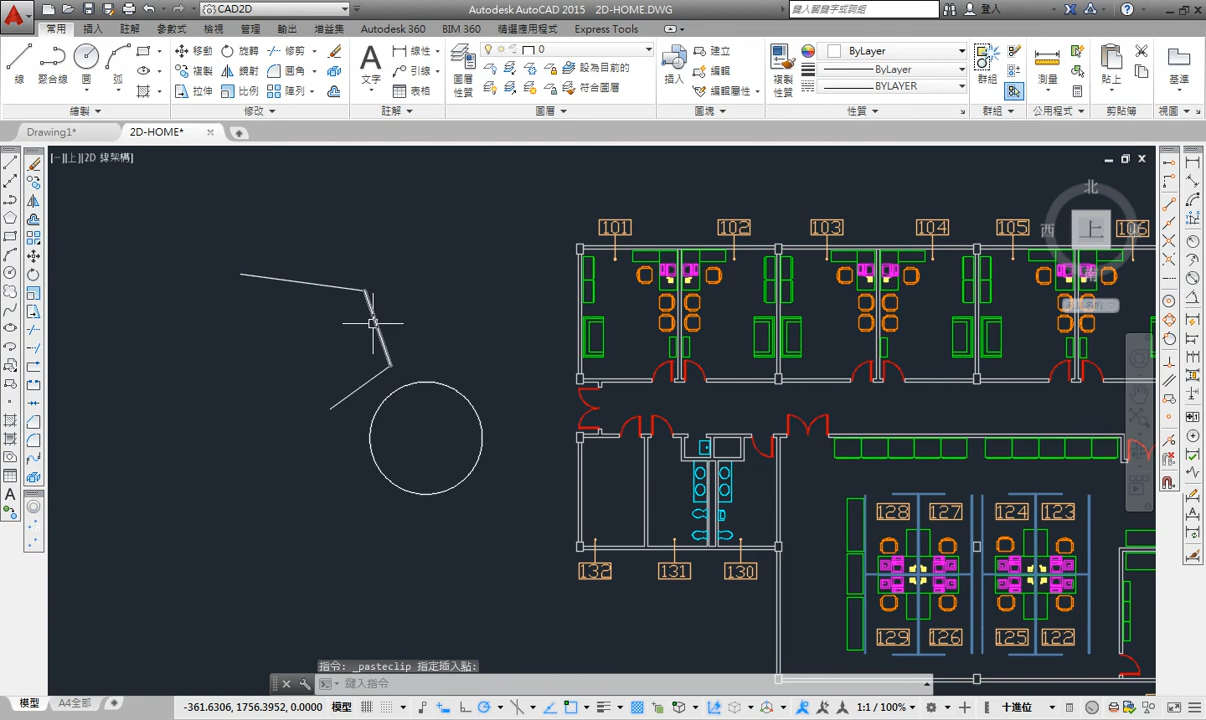 CAD2D
Autodesk AutoCAD 2015 2D-HOME.DWG
鍵入關鍵字或詞組
登入
常用 插入 註解 參數式 檢視 管理 輸出 增益集 Autodesk 360 BIM 360 精選應用程式 Express Tools
線 聚合線 圓 弧
移動 旋轉 修剪
複製 鏡射 圓角
拉伸 比例 陣列
文字
線性
引線
表格
圖層性質
0
設為目前的
符合圖層
插入
建立
編輯
編輯屬性
複製性質
ByLayer
ByLayer
BYLAYER
群組
測量
貼上
基準
繪製 修改 註解 圖層 圖塊 性質 群組 公用程式 剪貼簿 視圖
Drawing1* 2D-HOME*
[−][上][2D 線架構]
北
西 上
南
101 102 103 104 105 106
128 127 124 123
132 131 130
129 126 125 122
指令: _pasteclip 指定插入點:
鍵入指令
模型 A4全部
-361.6306, 1756.3952, 0.0000 模型 1:1 / 100% 十進位